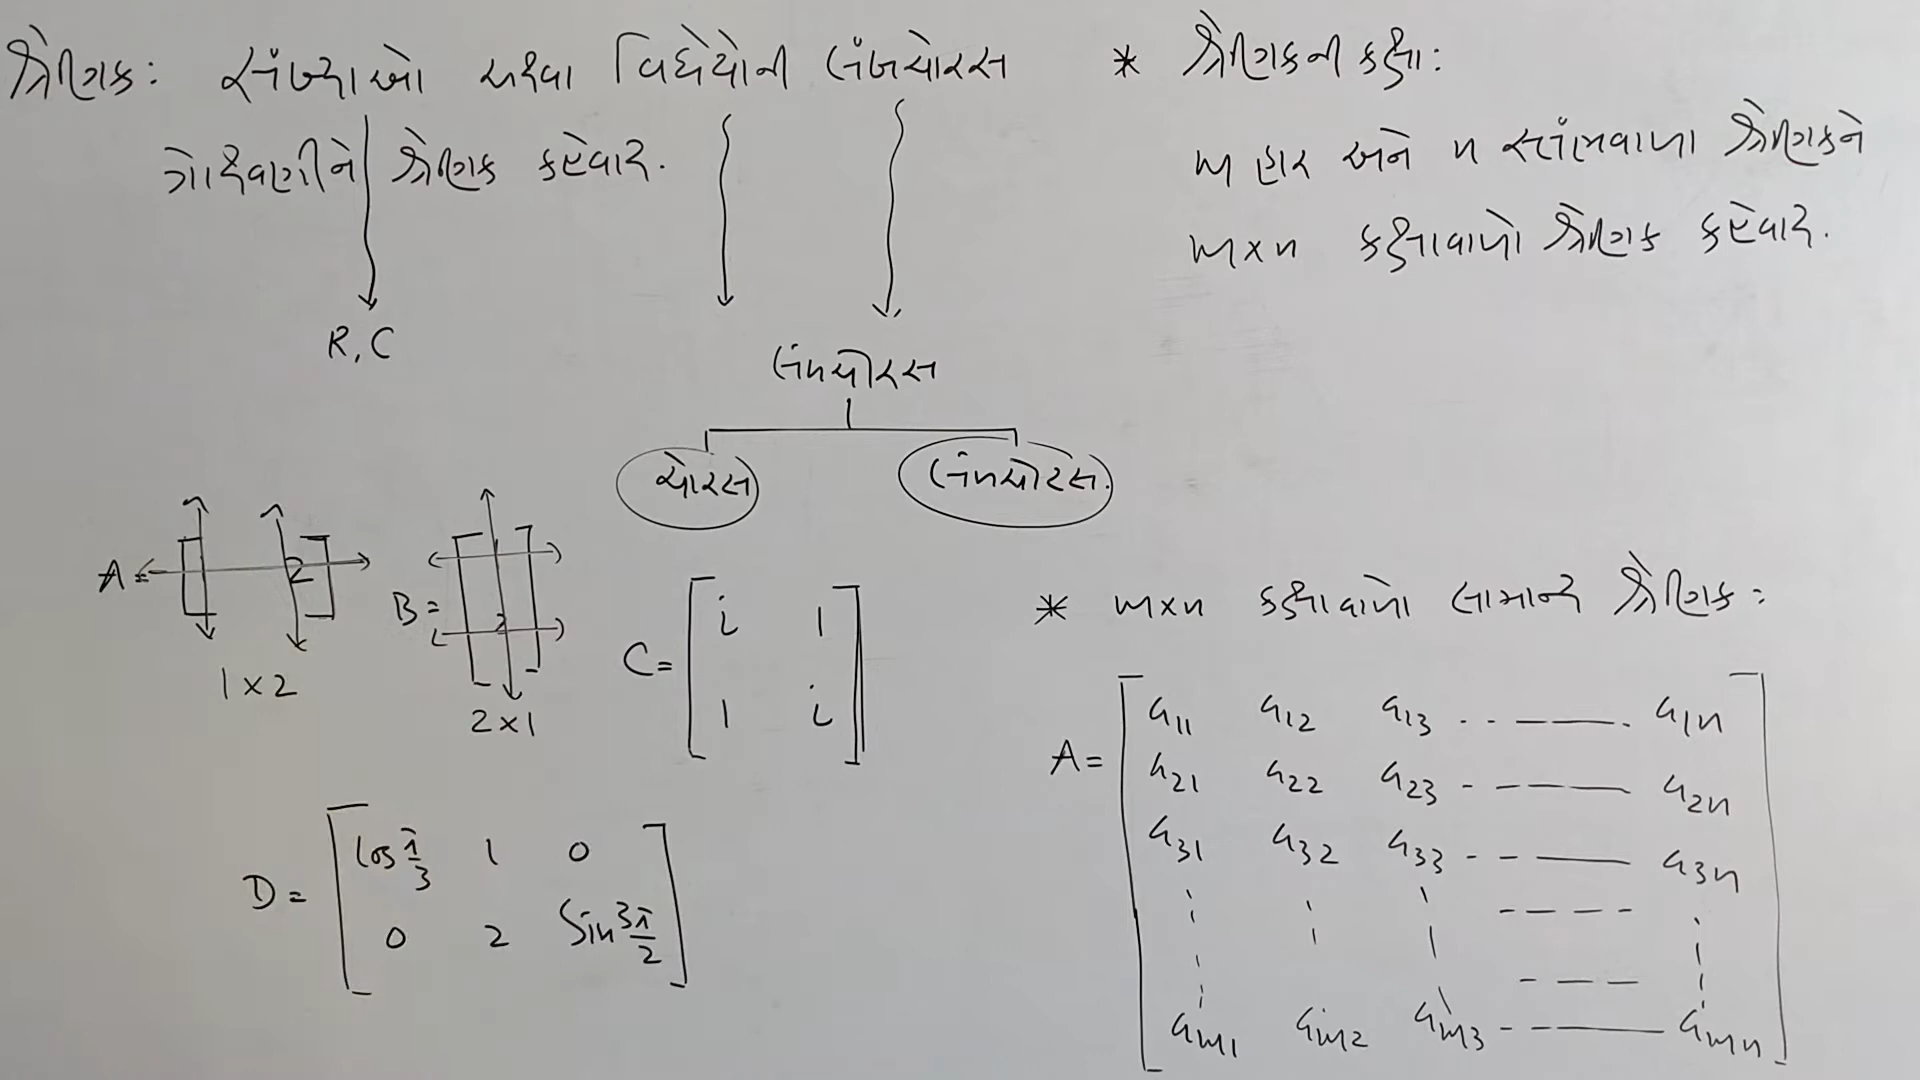 શ્રેણિક: સંખ્યાઓ અથવા વિધેયોની લંબચોરસ
ગોઠવણીને શ્રેણિક કહેવાય.
R, C
લંબચોરસ
ચોરસ લંબચોરસ.
A = [1 2]
1 x 2
B = [1
2]
2 x 1
C = [i 1
1 i]
D = [cos π/3 1 0
0 2 Sin 3π/2]
* શ્રેણિકની કક્ષા:
m હાર અને n સ્તંભવાળા શ્રેણિકને
mxn કક્ષાવાળો શ્રેણિક કહેવાય.
* mxn કક્ષાવાળો સામાન્ય શ્રેણિક:
A = [a11 a12 a13 ------ a1n
a21 a22 a23 ------ a2n
a31 a32 a33 ------ a3n
am1 am2 am3 ------ amn]